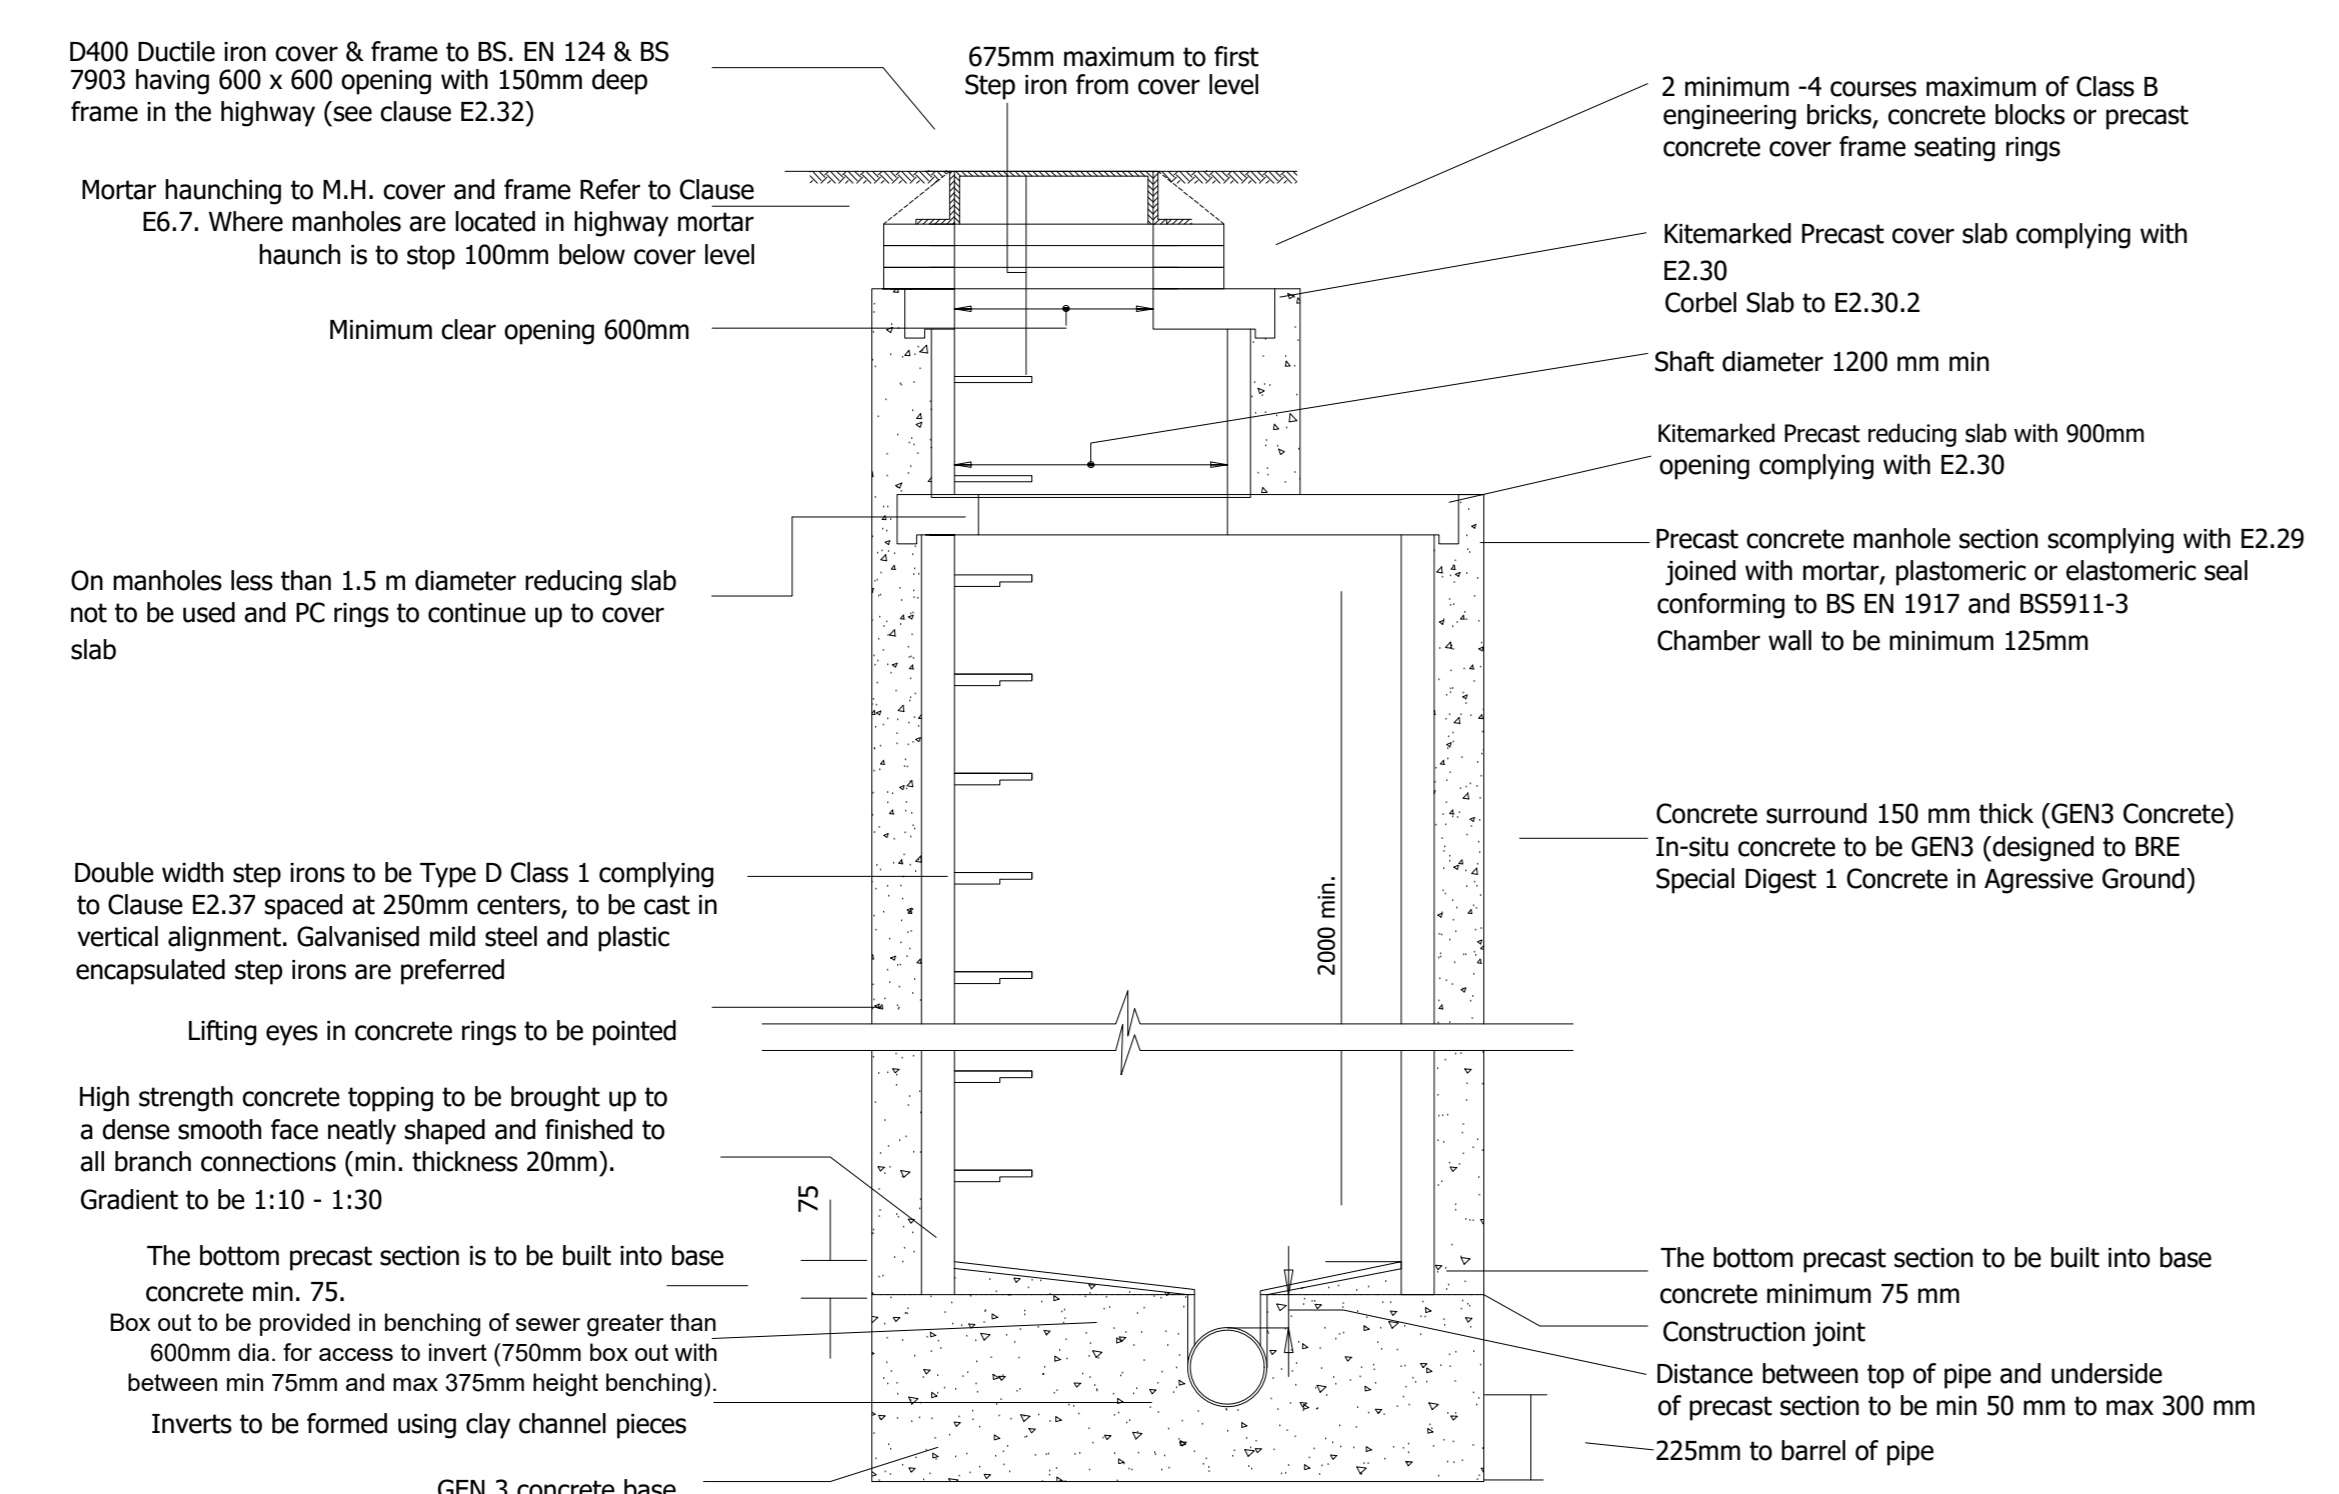 D400 Ductile iron cover & frame to BS. EN 124 & BS
7903 having 600 x 600 opening with 150mm deep
frame in the highway (see clause E2.32)
Mortar haunching to M.H. cover and frame Refer to Clause
E6.7. Where manholes are located in highway mortar
haunch is to stop 100mm below cover level
Minimum clear opening 600mm
On manholes less than 1.5 m diameter reducing slab
not to be used and PC rings to continue up to cover
slab
Double width step irons to be Type D Class 1 complying
to Clause E2.37 spaced at 250mm centers, to be cast in
vertical alignment. Galvanised mild steel and plastic
encapsulated step irons are preferred
Lifting eyes in concrete rings to be pointed
High strength concrete topping to be brought up to
a dense smooth face neatly shaped and finished to
all branch connections (min. thickness 20mm).
Gradient to be 1:10 - 1:30
The bottom precast section is to be built into base
concrete min. 75.
Box out to be provided in benching of sewer greater than
600mm dia. for access to invert (750mm box out with
between min 75mm and max 375mm height benching).
Inverts to be formed using clay channel pieces
GEN 3 concrete base
675mm maximum to first
Step iron from cover level
75
2000 min.
2 minimum -4 courses maximum of Class B
engineering bricks, concrete blocks or precast
concrete cover frame seating rings
Kitemarked Precast cover slab complying with
E2.30
Corbel Slab to E2.30.2
Shaft diameter 1200 mm min
Kitemarked Precast reducing slab with 900mm
opening complying with E2.30
Precast concrete manhole section scomplying with E2.29
joined with mortar, plastomeric or elastomeric seal
conforming to BS EN 1917 and BS5911-3
Chamber wall to be minimum 125mm
Concrete surround 150 mm thick (GEN3 Concrete)
In-situ concrete to be GEN3 (designed to BRE
Special Digest 1 Concrete in Agressive Ground)
The bottom precast section to be built into base
concrete minimum 75 mm
Construction joint
Distance between top of pipe and underside
of precast section to be min 50 mm to max 300 mm
225mm to barrel of pipe